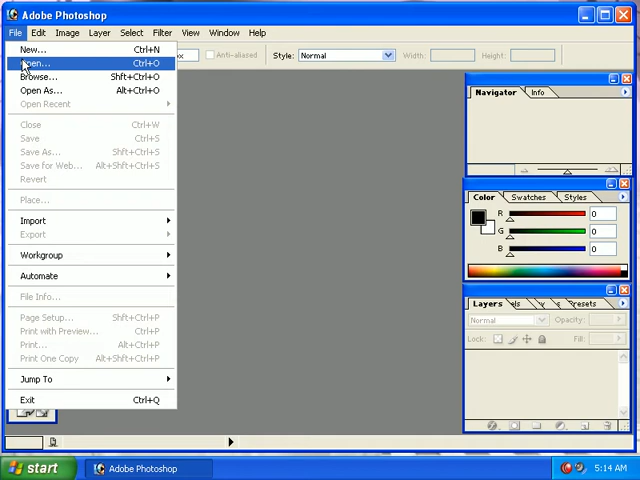 Adobe Photoshop
File Edit Image Layer Select Filter View Window Help
New... Ctrl+N
Open... Ctrl+O
Browse... Shft+Ctrl+O
Open As... Alt+Ctrl+O
Open Recent
Close Ctrl+W
Save Ctrl+S
Save As... Shft+Ctrl+S
Save for Web... Alt+Shft+Ctrl+S
Revert
Place...
Import
Export
Workgroup
Automate
File Info...
Page Setup... Shft+Ctrl+P
Print with Preview... Ctrl+P
Print... Alt+Ctrl+P
Print One Copy Alt+Shft+Ctrl+P
Jump To
Exit Ctrl+Q
px Anti-aliased Style: Normal Width: Height:
Navigator Info
Color Swatches Styles
R 0
G 0
B 0
Layers Presets
Normal Opacity:
Lock: Fill:
start Adobe Photoshop 5:14 AM